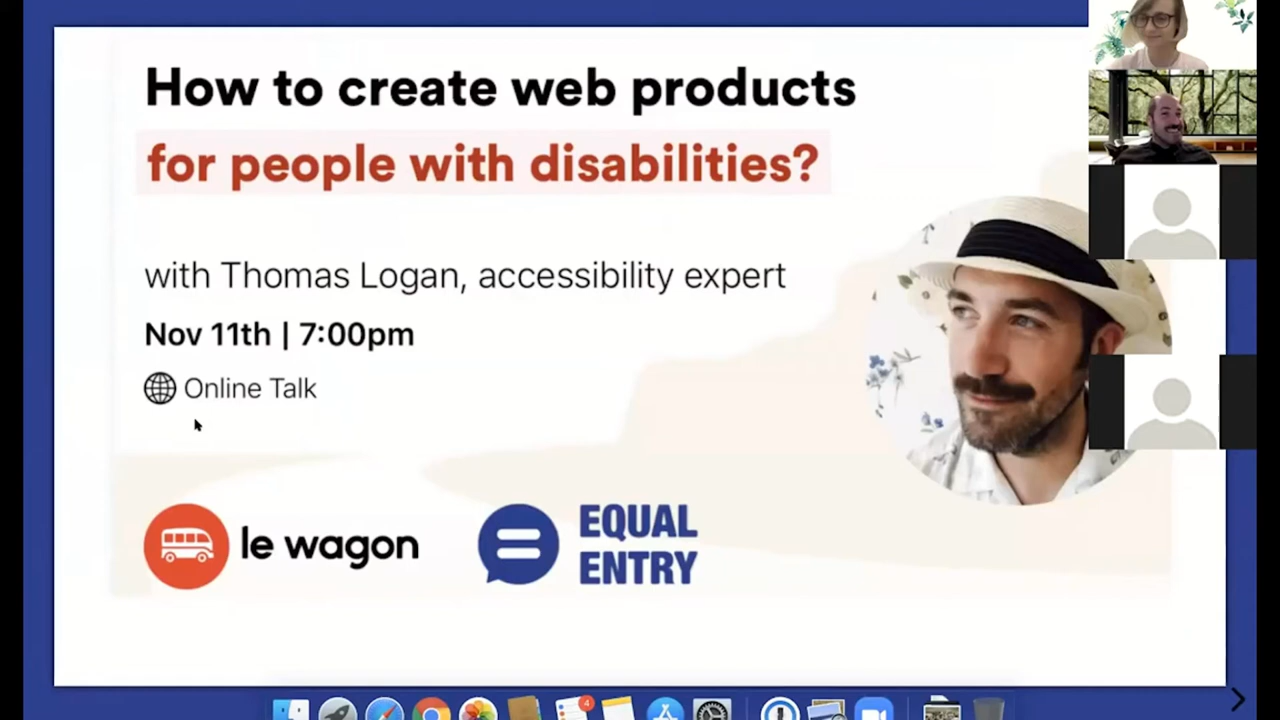 How to create web products
for people with disabilities?
with Thomas Logan, accessibility expert
Nov 11th | 7:00pm
Online Talk
le wagon
EQUAL
ENTRY
4